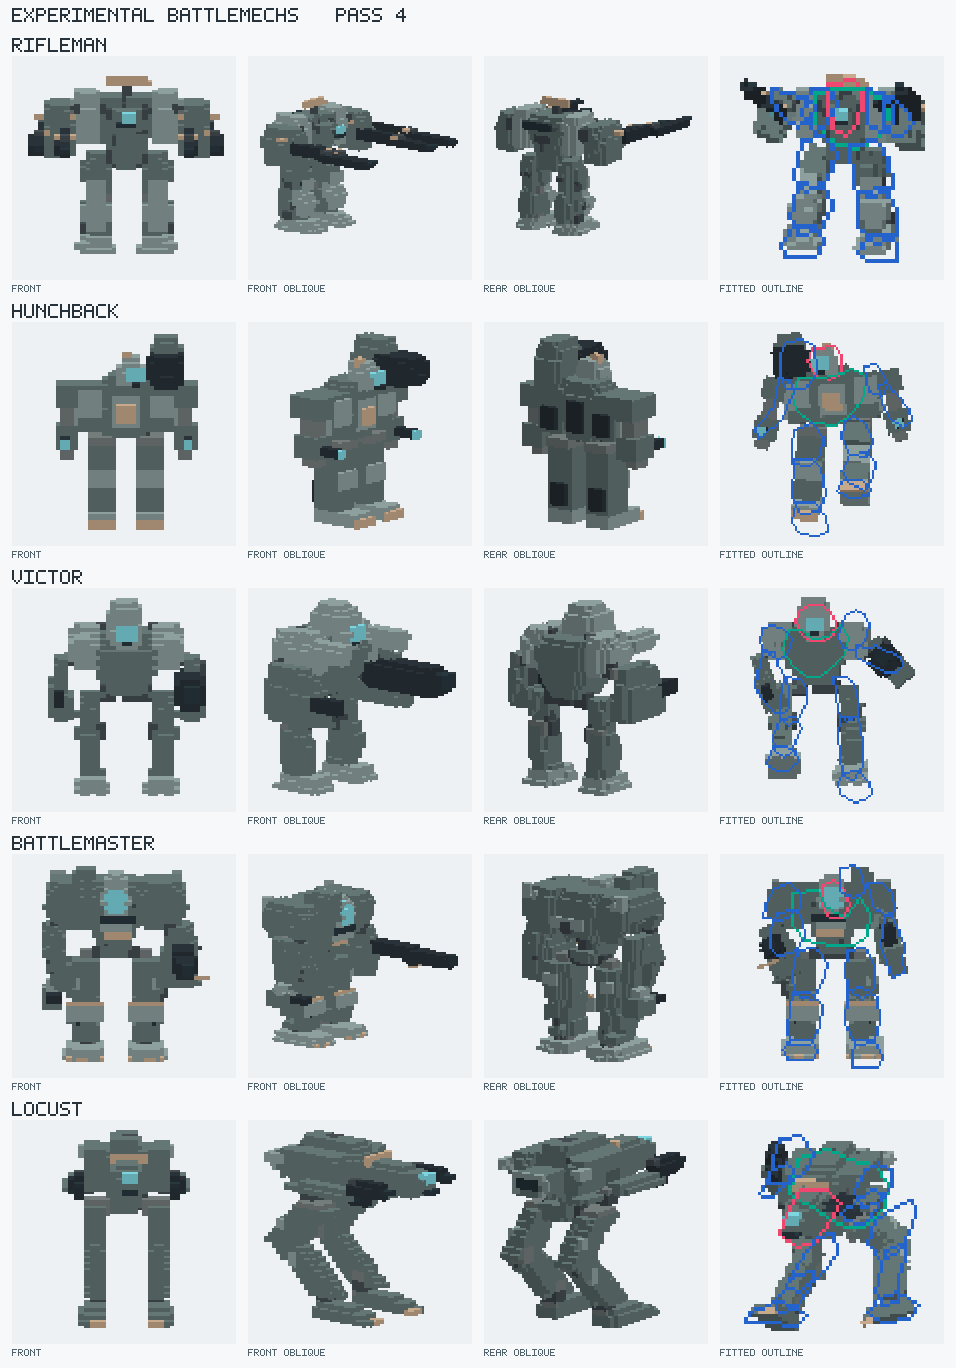 EXPERIMENTAL BATTLEMECHS PASS 4
RIFLEMAN
FRONT FRONT OBLIQUE REAR OBLIQUE FITTED OUTLINE
HUNCHBACK
FRONT FRONT OBLIQUE REAR OBLIQUE FITTED OUTLINE
VICTOR
FRONT FRONT OBLIQUE REAR OBLIQUE FITTED OUTLINE
BATTLEMASTER
FRONT FRONT OBLIQUE REAR OBLIQUE FITTED OUTLINE
LOCUST
FRONT FRONT OBLIQUE REAR OBLIQUE FITTED OUTLINE